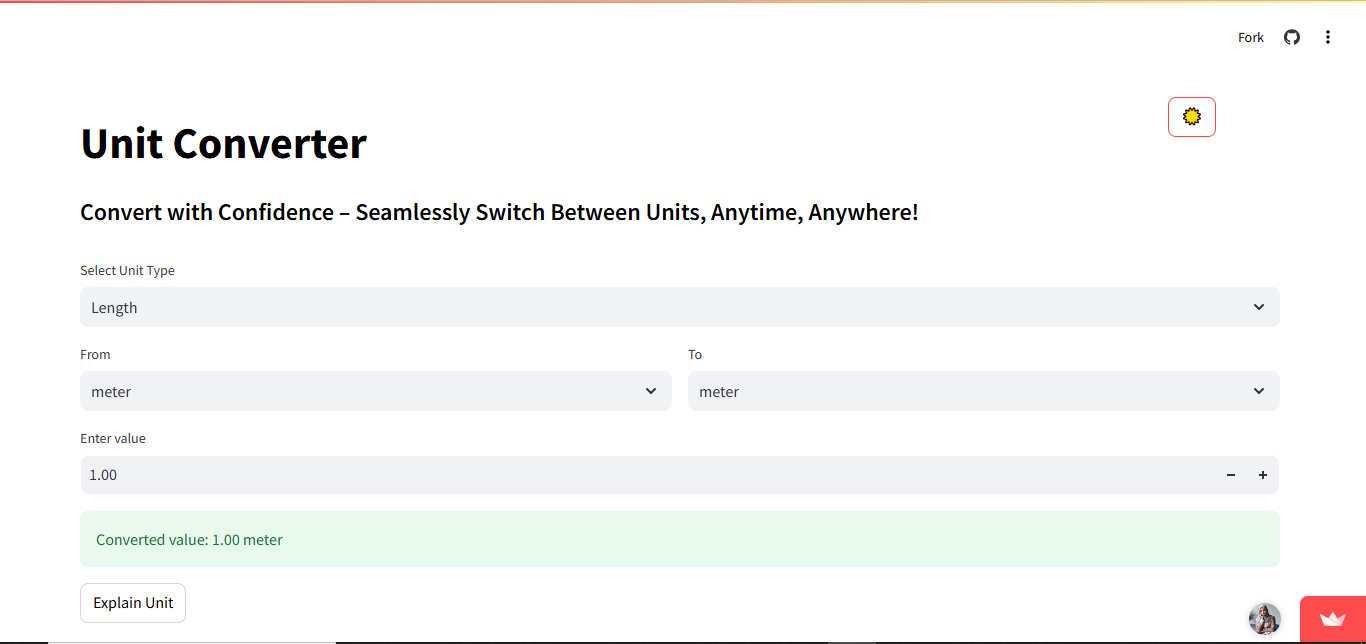 Fork
Unit Converter
Convert with Confidence – Seamlessly Switch Between Units, Anytime, Anywhere!
Select Unit Type
Length
From
To
meter
meter
Enter value
1.00
Converted value: 1.00 meter
Explain Unit